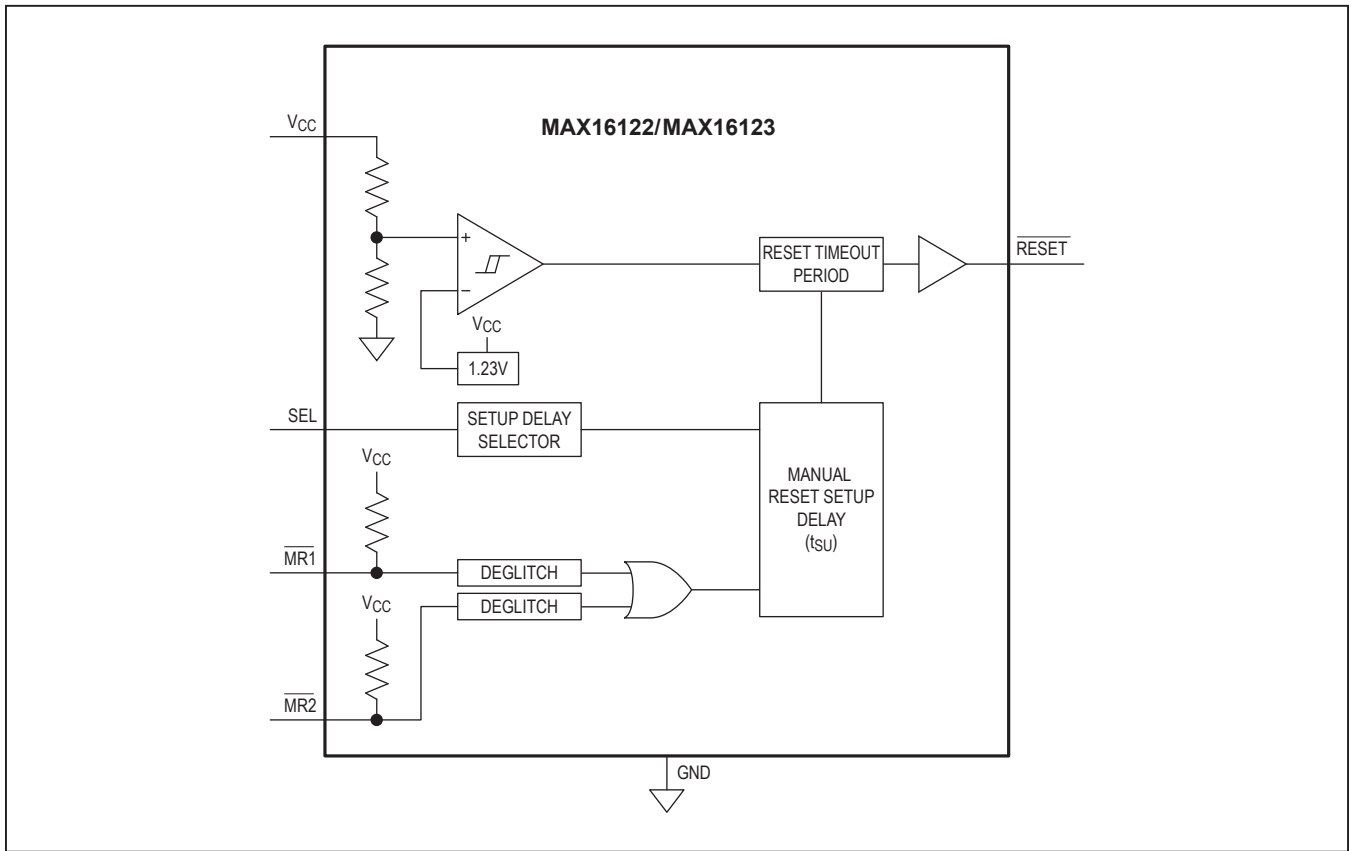 MAX16122/MAX16123
VCC
+
−
VCC
1.23V
RESET TIMEOUT
PERIOD
RESET
SEL
SETUP DELAY
SELECTOR
VCC
MR1
DEGLITCH
VCC
DEGLITCH
MR2
MANUAL
RESET SETUP
DELAY
(tSU)
GND